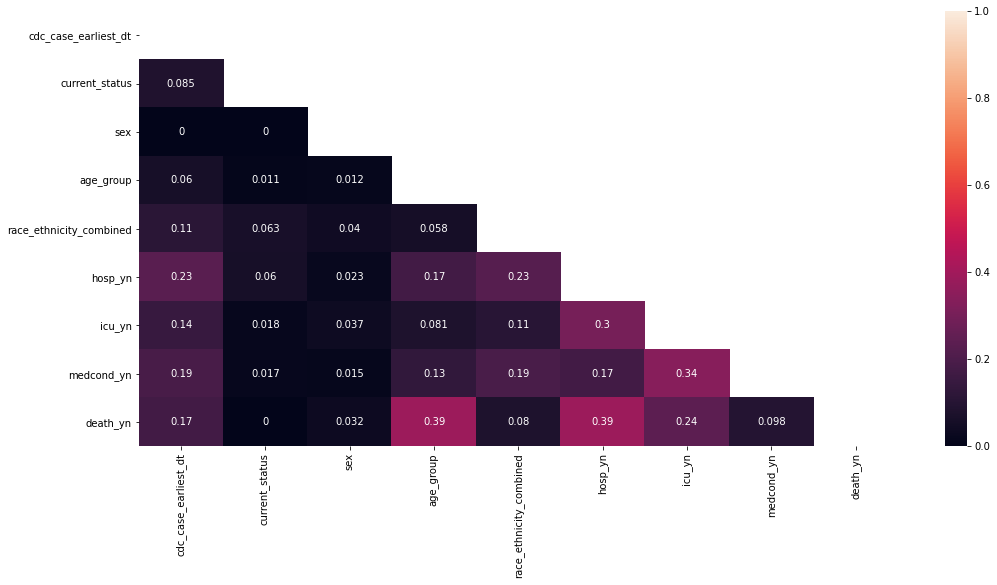 1.0
cdc_case_earliest_dt
current_status 0.085
0.8
sex 0 0
age_group 0.06 0.011 0.012
0.6
race_ethnicity_combined 0.11 0.063 0.04 0.058
hosp_yn 0.23 0.06 0.023 0.17 0.23
0.4
icu_yn 0.14 0.018 0.037 0.081 0.11 0.3
medcond_yn 0.19 0.017 0.015 0.13 0.19 0.17 0.34
0.2
death_yn 0.17 0 0.032 0.39 0.08 0.39 0.24 0.098
0.0
cdc_case_earliest_dt
current_status
sex
age_group
race_ethnicity_combined
hosp_yn
icu_yn
medcond_yn
death_yn